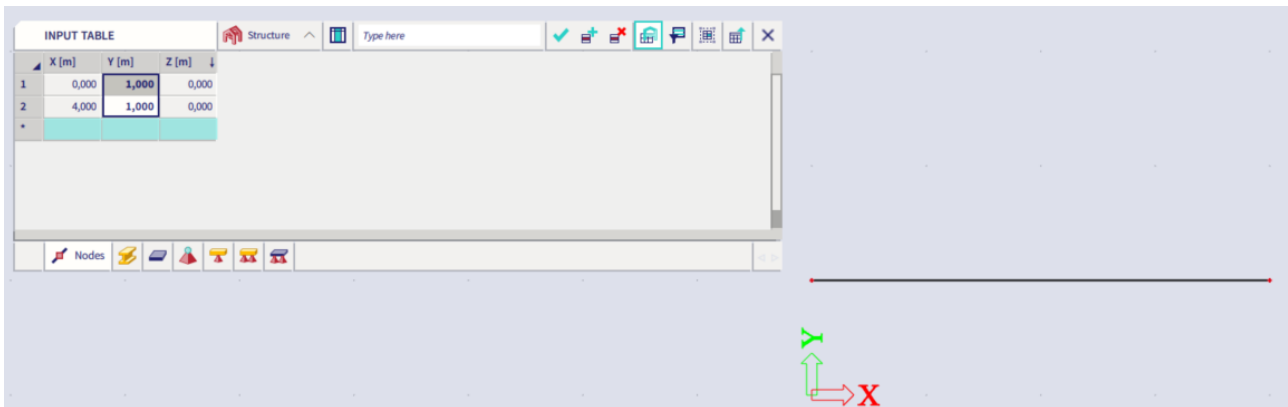 INPUT TABLE Structure Type here
X [m] Y [m] Z [m] ↓
1 0,000 1,000 0,000
2 4,000 1,000 0,000
*
Nodes
Y
X